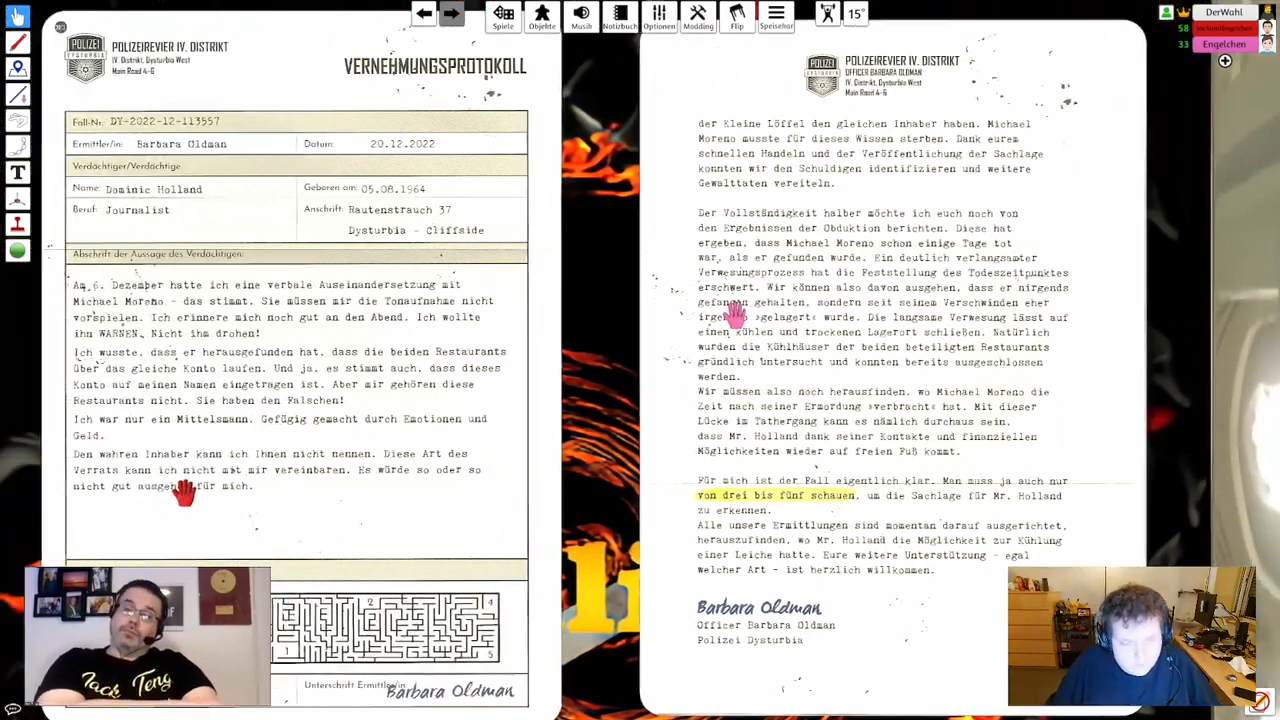 Spiele
Objekte
Musik
Notizbuch
Optionen
Modding
Flip
Speisekar
15°
DerWahl
58
33
Engelchen
T
POLIZEI
DYSTURBIA
POLIZEIREVIER IV. DISTRIKT
IV. Distrikt, Dysturbia West
Main Road 4-6
VERNEHMUNGSPROTOKOLL
Fall-Nr. DY-2022-12-113557
Ermittler/in: Barbara Oldman
Datum: 20.12.2022
Verdächtiger/Verdächtige
Name: Dominic Holland
Geboren am: 05.08.1964
Beruf: Journalist
Anschrift: Rautenstrauch 37
Dysturbia - Cliffside
Abschrift der Aussage des Verdächtigen:
Am 6. Dezember hatte ich eine verbale Auseinandersetzung mit
Michael Moreno - das stimmt. Sie müssen mir die Tonaufnahme nicht
vorspielen. Ich erinnere mich noch gut an den Abend. Ich wollte
ihn WARNEN. Nicht ihm drohen!
Ich wusste, dass er herausgefunden hat, dass die beiden Restaurants
über das gleiche Konto laufen. Und ja, es stimmt auch, dass dieses
Konto auf meinen Namen eingetragen ist. Aber mir gehören diese
Restaurants nicht. Sie haben den Falschen!
Ich war nur ein Mittelsmann. Gefügig gemacht durch Emotionen und
Geld.
Den wahren Inhaber kann ich Ihnen nicht nennen. Diese Art des
Verrats kann ich nicht mit mir vereinbaren. Es würde so oder so
nicht gut ausgeh für mich.
2
4
1
5
Unterschrift Ermittler/
Barbara Oldman
POLIZEI
DYSTURBIA
POLIZEIREVIER IV. DISTRIKT
OFFICER BARBARA OLDMAN
IV. Distrikt, Dysturbia West
Main Road 4-6
der Kleine Löffel den gleichen Inhaber haben. Michael
Moreno musste für dieses Wissen sterben. Dank eurem
schnellen Handeln und der Veröffentlichung der Sachlage
konnten wir den Schuldigen identifizieren und weitere
Gewalttaten vereiteln.
Der Vollständigkeit halber möchte ich euch noch von
den Ergebnissen der Obduktion berichten. Diese hat
ergeben, dass Michael Moreno schon einige Tage tot
war, als er gefunden wurde. Ein deutlich verlangsamter
Verwesungsprozess hat die Feststellung des Todeszeitpunktes
erschwert. Wir können also davon ausgehen, dass er nirgends
gefangen gehalten, sondern seit seinem Verschwinden eher
»gelagert« wurde. Die langsame Verwesung lässt auf
einen kühlen und trockenen Lagerort schließen. Natürlich
wurden die Kühlhäuser der beiden beteiligten Restaurants
gründlich untersucht und konnten bereits ausgeschlossen
werden.
Wir müssen also noch herausfinden, wo Michael Moreno die
Zeit nach seiner Ermordung »verbracht« hat. Mit dieser
Lücke im Tathergang kann es nämlich durchaus sein,
dass Mr. Holland dank seiner Kontakte und finanziellen
Möglichkeiten wieder auf freien Fuß kommt.
Für mich ist der Fall eigentlich klar. Man muss ja auch nur
von drei bis fünf schauen, um die Sachlage für Mr. Holland
zu erkennen.
Alle unsere Ermittlungen sind momentan darauf ausgerichtet,
herauszufinden, wo Mr. Holland die Möglichkeit zur Kühlung
einer Leiche hatte. Eure weitere Unterstützung - egal
welcher Art - ist herzlich willkommen.
Barbara Oldman
Officer Barbara Oldman
Polizei Dysturbia